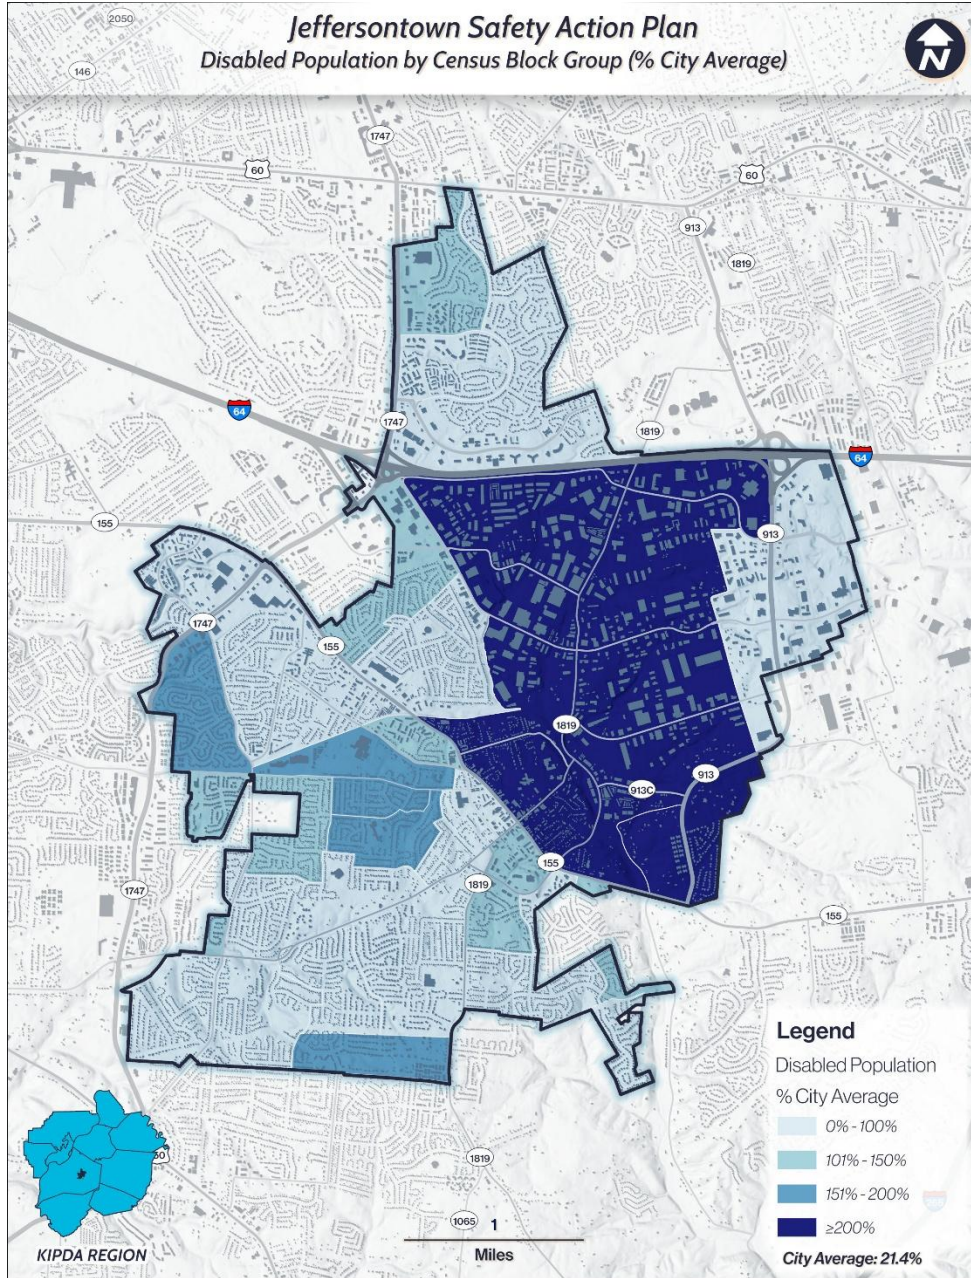 Jeffersontown Safety Action Plan
Disabled Population by Census Block Group (% City Average)
N
2050
146
1747
60
60
913
1819
64
1747
1819
64
155
913
1747
155
1819
913
913C
155
1819
1747
155
Legend
Disabled Population
% City Average
0% - 100%
101% - 150%
151% - 200%
≥200%
City Average: 21.4%
1819
1065
1
Miles
KIPDA REGION